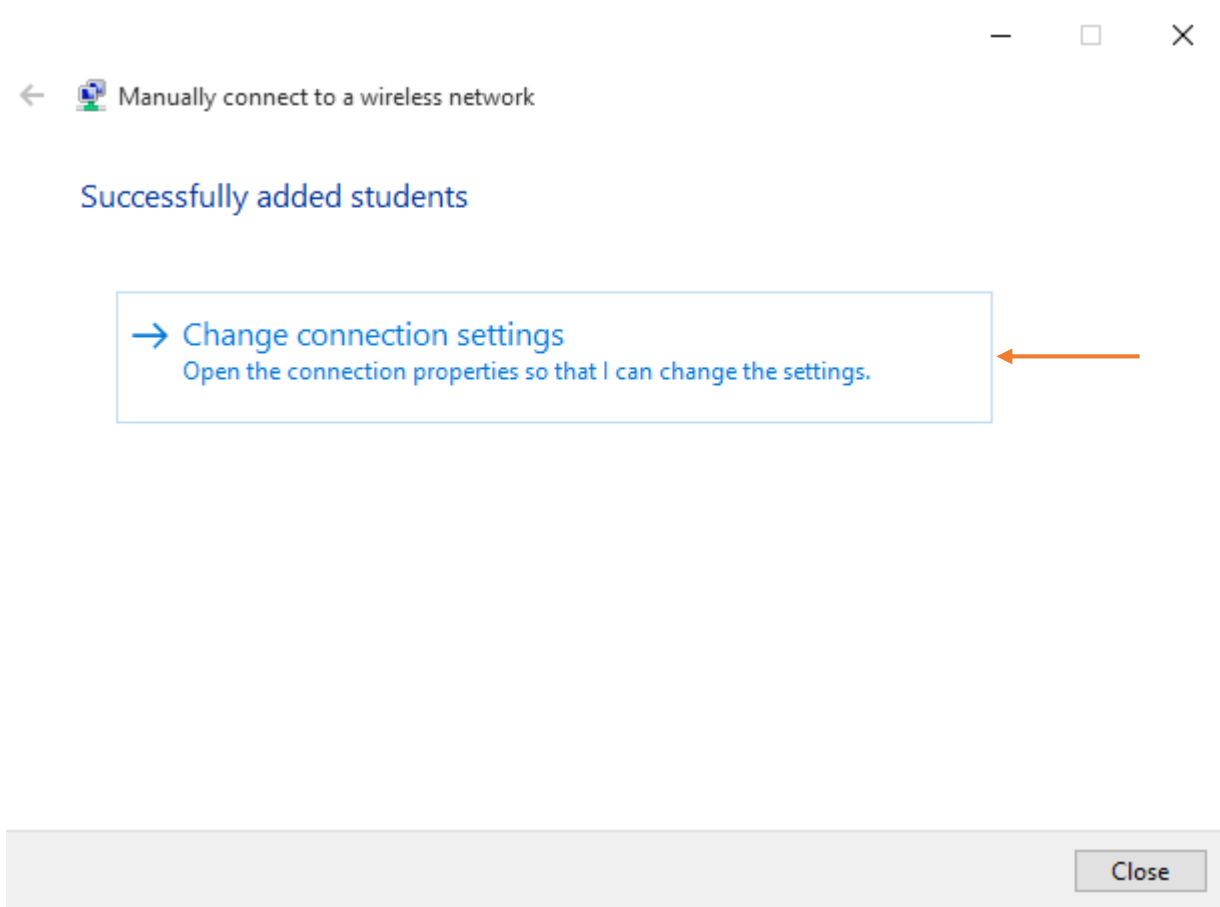 Manually connect to a wireless network
Successfully added students
Change connection settings
Open the connection properties so that I can change the settings.
Close